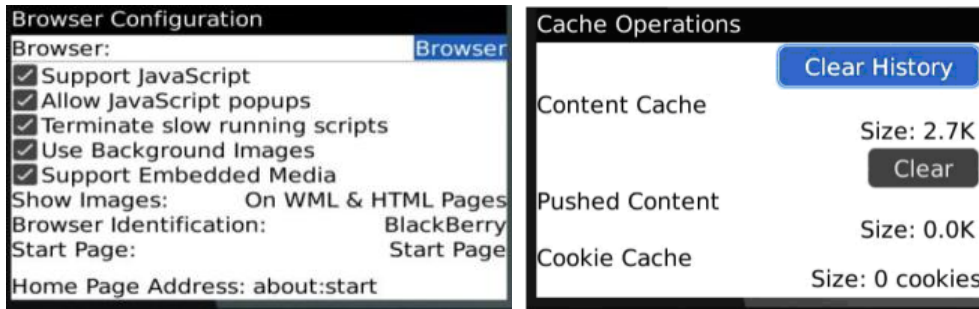 Browser Configuration
Browser: Browser
Support JavaScript
Allow JavaScript popups
Terminate slow running scripts
Use Background Images
Support Embedded Media
Show Images: On WML & HTML Pages
Browser Identification: BlackBerry
Start Page: Start Page
Home Page Address: about:start
Cache Operations
Clear History
Content Cache
Size: 2.7K
Clear
Pushed Content
Size: 0.0K
Cookie Cache
Size: 0 cookies